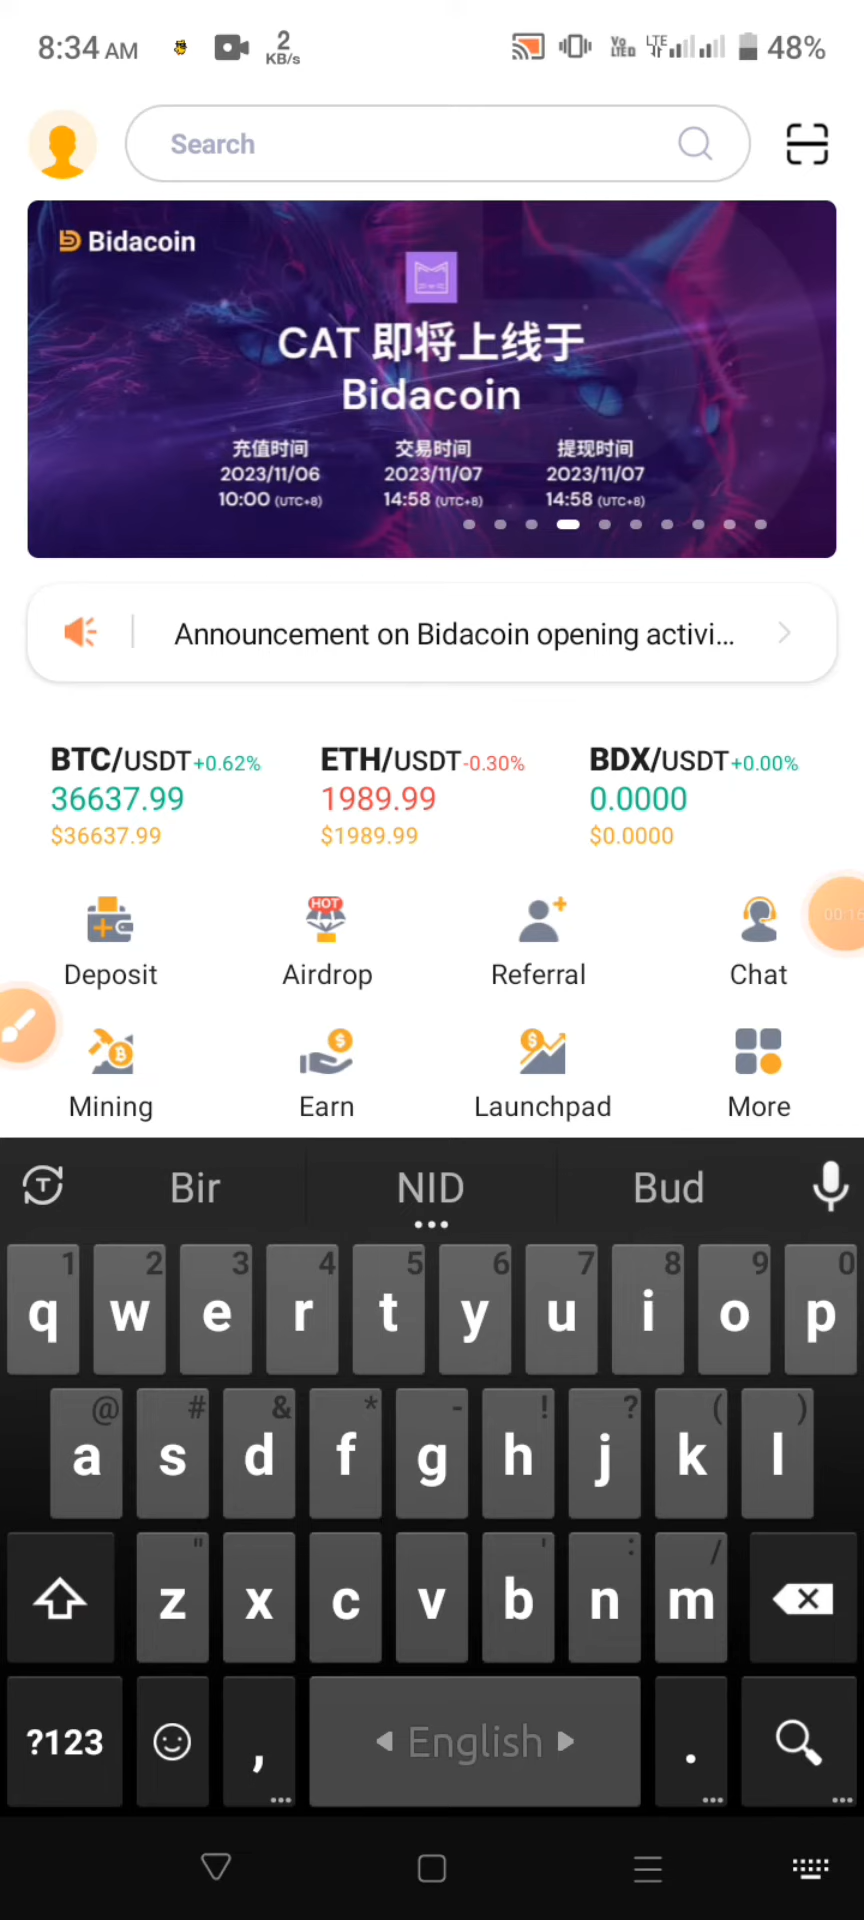 8:34 AM 2 KB/s Vo LTED LTE 48%
Search
Bidacoin
CAT 即将上线于
Bidacoin
充值时间 交易时间 提现时间
2023/11/06 2023/11/07 2023/11/07
10:00 (UTC+8) 14:58 (UTC+8) 14:58 (UTC+8)
Announcement on Bidacoin opening activi...
BTC/USDT+0.62% ETH/USDT-0.30% BDX/USDT+0.00%
36637.99 1989.99 0.0000
$36637.99 $1989.99 $0.0000
HOT
00:16
Deposit Airdrop Referral Chat
Mining Earn Launchpad More
T Bir NID Bud
1 2 3 4 5 6 7 8 9 0
q w e r t y u i o p
@ # & * - ! ? ( )
a s d f g h j k l
" ' : /
z x c v b n m
?123 , English .